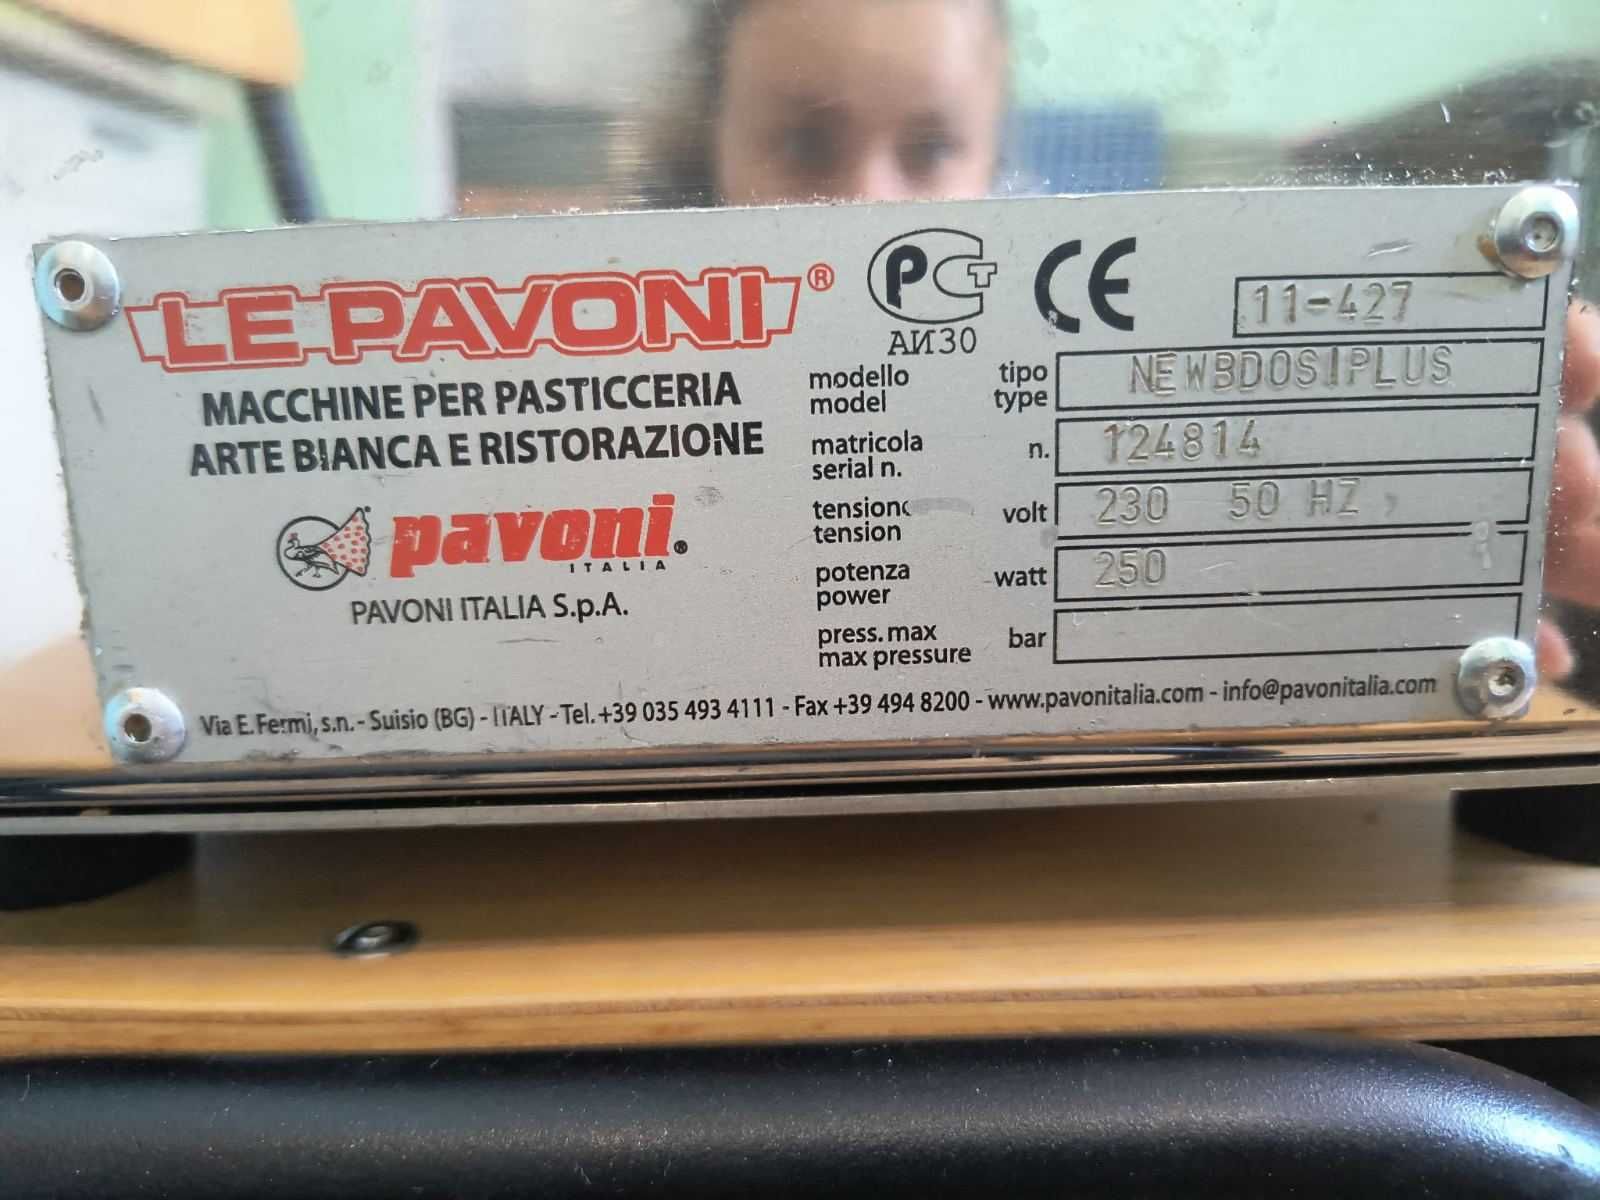 LE PAVONI®
MACCHINE PER PASTICCERIA
ARTE BIANCA E RISTORAZIONE
pavoni®
ITALIA
PAVONI ITALIA S.p.A.
PCT
АИ30
CE
11-427
modello tipo
model type
NEWBDOSIPLUS
matricola
serial n. n.
124814
tensione
tension volt
230 50 HZ
potenza
power watt
250
press. max
max pressure bar
Via E. Fermi, s.n. - Suisio (BG) - ITALY - Tel. +39 035 493 4111 - Fax +39 494 8200 - www.pavonitalia.com - info@pavonitalia.com